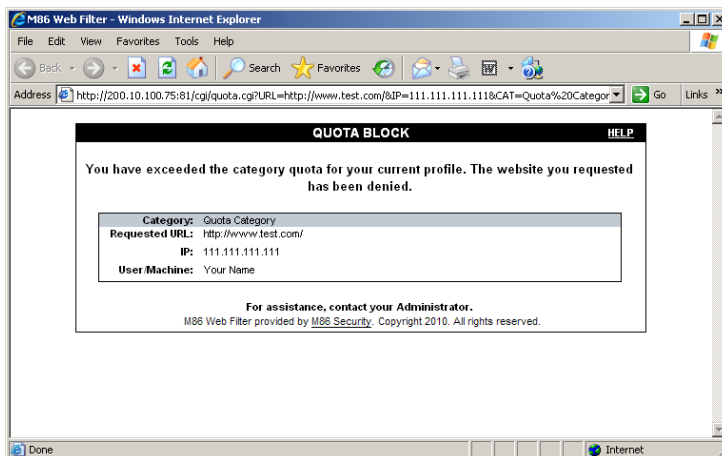 M86 Web Filter - Windows Internet Explorer
File Edit View Favorites Tools Help
Back Search Favorites
Address http://200.10.100.75:81/cgi/quota.cgi?URL=http://www.test.com/&IP=111.111.111.111&CAT=Quota%20Categor Go Links »
QUOTA BLOCK HELP
You have exceeded the category quota for your current profile. The website you requested
has been denied.
Category: Quota Category
Requested URL: http://www.test.com/
IP: 111.111.111.111
User/Machine: Your Name
For assistance, contact your Administrator.
M86 Web Filter provided by M86 Security. Copyright 2010. All rights reserved.
Done Internet